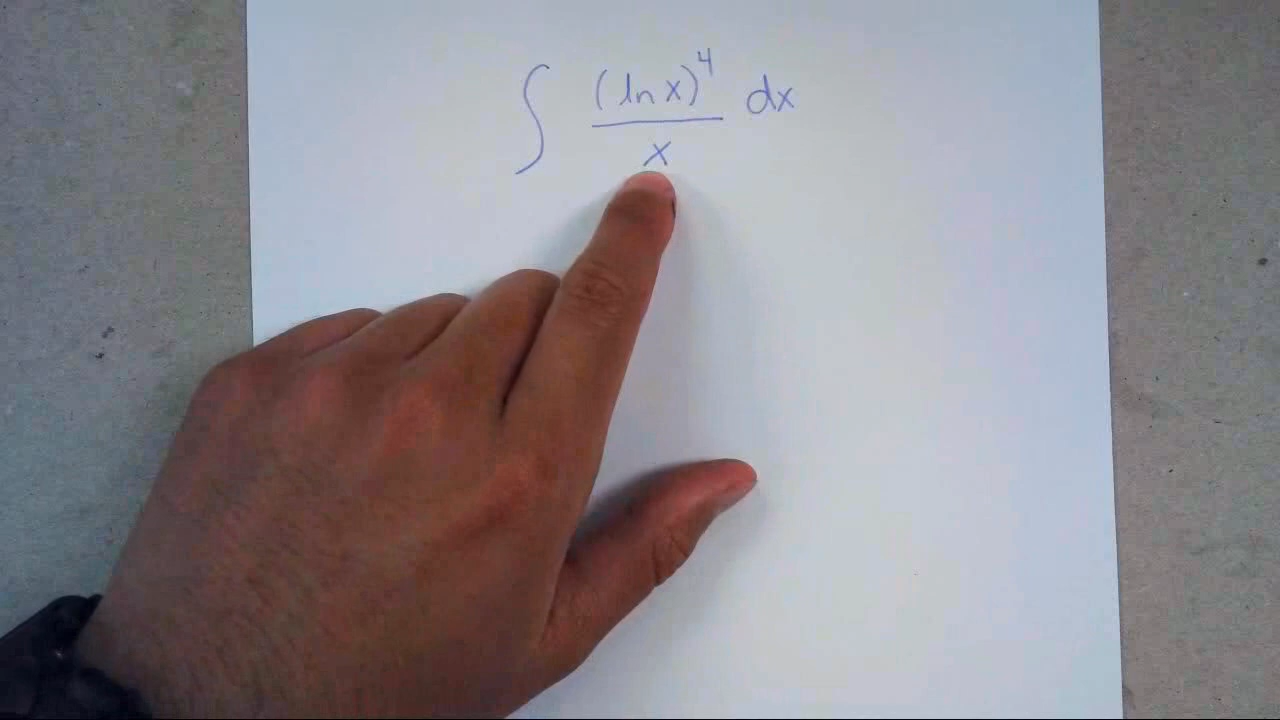 ∫ (ln x)^4 / x dx